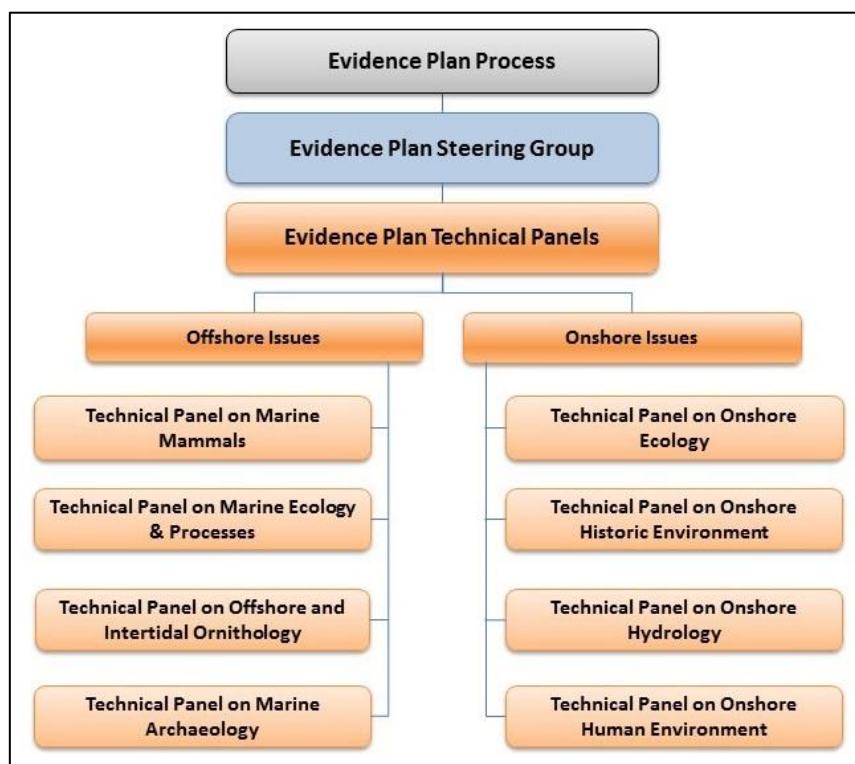 Evidence Plan Process
Evidence Plan Steering Group
Evidence Plan Technical Panels
Offshore Issues
Technical Panel on Marine
Mammals
Technical Panel on Marine Ecology
& Processes
Technical Panel on Offshore and
Intertidal Ornithology
Technical Panel on Marine
Archaeology
Onshore Issues
Technical Panel on Onshore
Ecology
Technical Panel on Onshore
Historic Environment
Technical Panel on Onshore
Hydrology
Technical Panel on Onshore
Human Environment